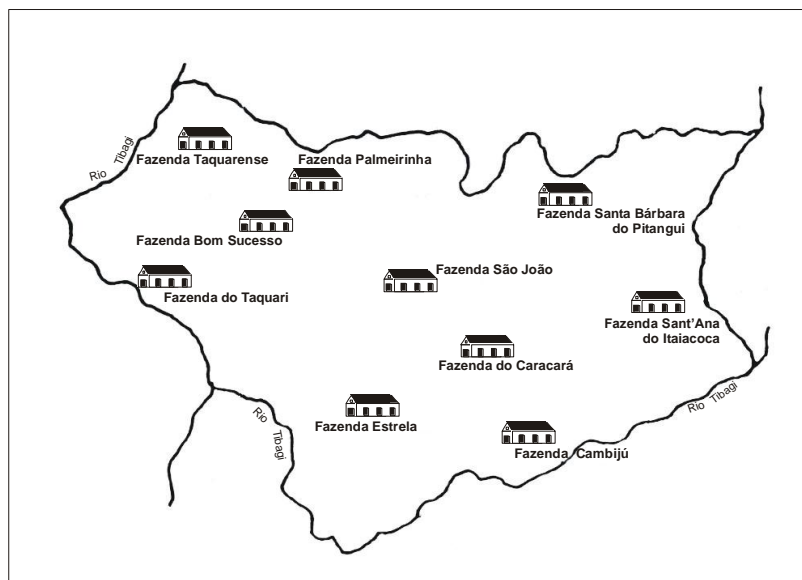 Rio Tibagi
Fazenda Taquarense
Fazenda Palmeirinha
Fazenda Santa Bárbara
do Pitangui
Fazenda Bom Sucesso
Fazenda São João
Fazenda do Taquari
Fazenda Sant'Ana
do Itaiacoca
Fazenda do Caracará
Rio Tibagi
Rio Tibagi
Fazenda Estrela
Fazenda Cambijú